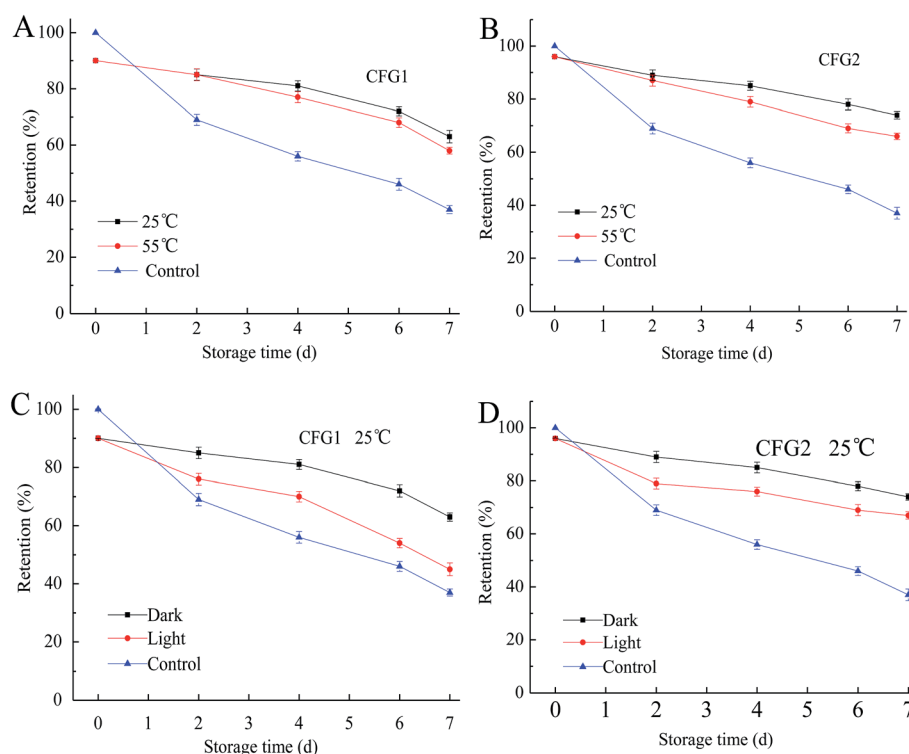 A
CFG1
Retention (%)
100
80
60
40
20
0
25℃
55℃
Control
0 1 2 3 4 5 6 7
Storage time (d)
B
CFG2
Retention (%)
100
80
60
40
20
0
25℃
55℃
Control
0 1 2 3 4 5 6 7
Storage time (d)
C
CFG1 25℃
Retention (%)
100
80
60
40
20
0
Dark
Light
Control
0 1 2 3 4 5 6 7
Storage time (d)
D
CFG2 25℃
Retention (%)
100
80
60
40
20
0
Dark
Light
Control
0 1 2 3 4 5 6 7
Storage time (d)